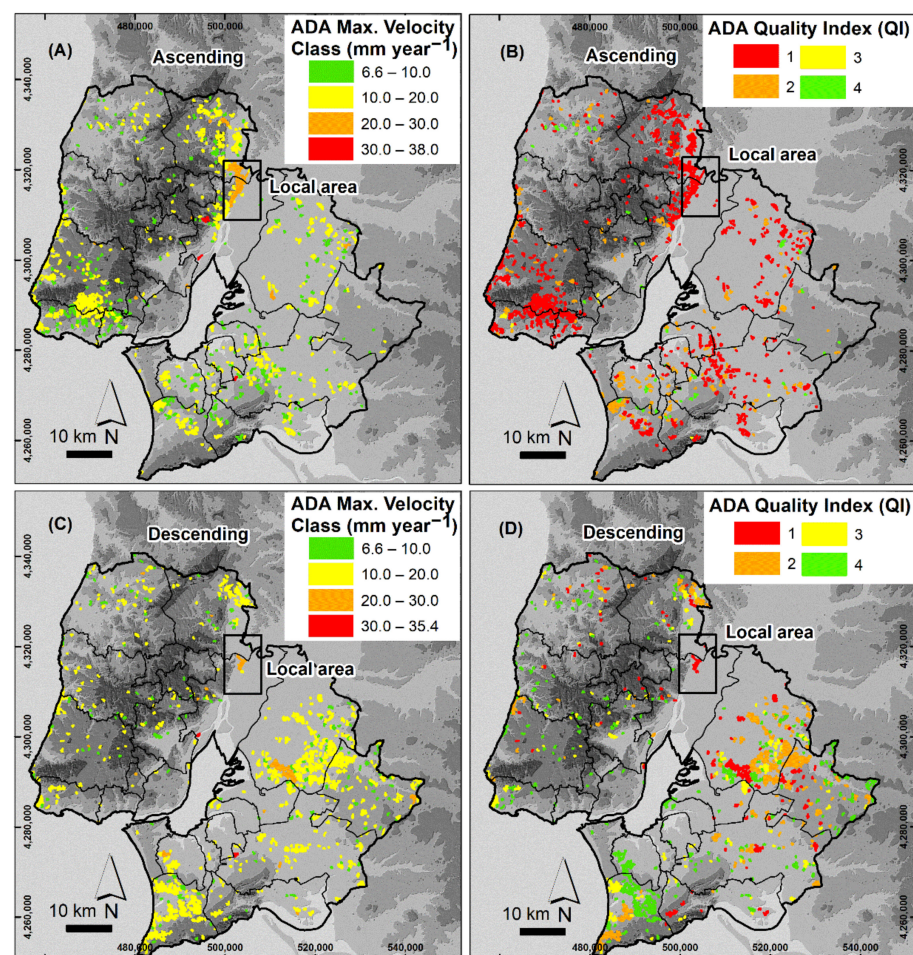 480,000
500,000
(A)
Ascending
ADA Max. Velocity
Class (mm year⁻¹)
6.6 – 10.0
10.0 – 20.0
20.0 – 30.0
30.0 – 38.0
Local area
4,340,000
4,320,000
4,300,000
4,280,000
4,260,000
10 km N
500,000
(B)
Ascending
ADA Quality Index (QI)
1
3
2
4
Local area
4,320,000
4,300,000
4,280,000
4,260,000
10 km N
(C)
Descending
ADA Max. Velocity
Class (mm year⁻¹)
6.6 – 10.0
10.0 – 20.0
20.0 – 30.0
30.0 – 35.4
Local area
4,340,000
4,320,000
4,300,000
4,280,000
4,260,000
10 km N
480,000
500,000
520,000
540,000
(D)
Descending
ADA Quality Index (QI)
1
3
2
4
Local area
4,320,000
4,300,000
4,280,000
4,260,000
10 km N
480,000
500,000
520,000
540,000